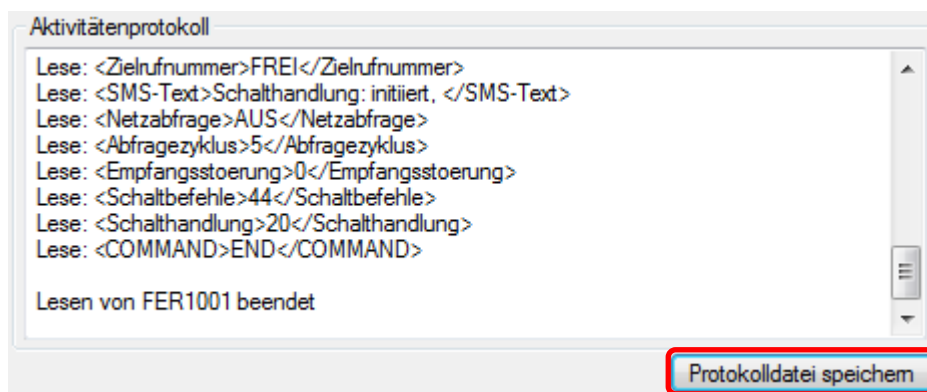 Aktivitätenprotokoll
Lese: <Zielrufnummer>FREI</Zielrufnummer>
Lese: <SMS-Text>Schalthandlung: initiiert, </SMS-Text>
Lese: <Netzabfrage>AUS</Netzabfrage>
Lese: <Abfragezyklus>5</Abfragezyklus>
Lese: <Empfangsstoerung>0</Empfangsstoerung>
Lese: <Schaltbefehle>44</Schaltbefehle>
Lese: <Schalthandlung>20</Schalthandlung>
Lese: <COMMAND>END</COMMAND>
Lesen von FER1001 beendet
Protokolldatei speichern